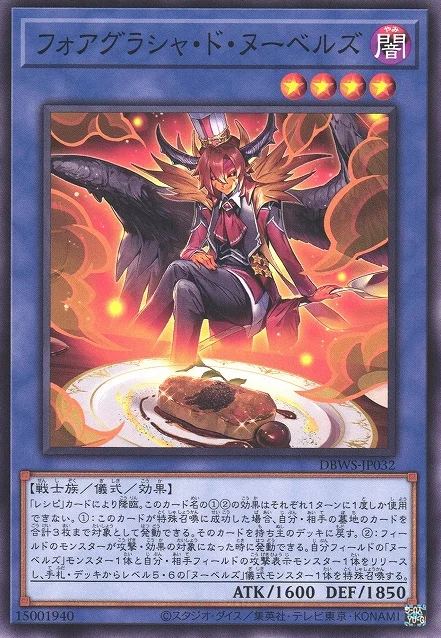 フォアグラシャ・ド・ヌーベルズ
闇
DBWS-JP032
【戦士族/儀式/効果】
「レシピ」カードにより降臨。このカード名の①②の効果はそれぞれ1ターンに1度しか使用
できない。①:このカードが特殊召喚に成功した場合、自分・相手の墓地のカードを
合計3枚まで対象として発動できる。そのカードを持ち主のデッキに戻す。②:フィー
ルドのモンスターが攻撃・効果の対象になった時に発動できる。自分フィールドの「ヌー
ベルズ」モンスター1体と自分・相手フィールドの攻撃表示モンスター1体をリリース
し、手札・デッキからレベル5・6の「ヌーベルズ」儀式モンスター1体を特殊召喚する。
ATK/1600 DEF/1850
15001940 ©スタジオ・ダイス/集英社・テレビ東京・KONAMI